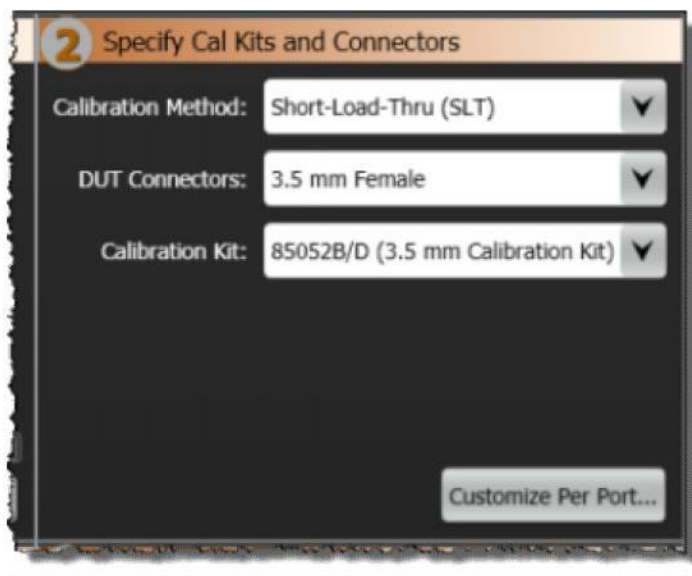 2 Specify Cal Kits and Connectors
Calibration Method: Short-Load-Thru (SLT)
DUT Connectors: 3.5 mm Female
Calibration Kit: 85052B/D (3.5 mm Calibration Kit)
Customize Per Port...